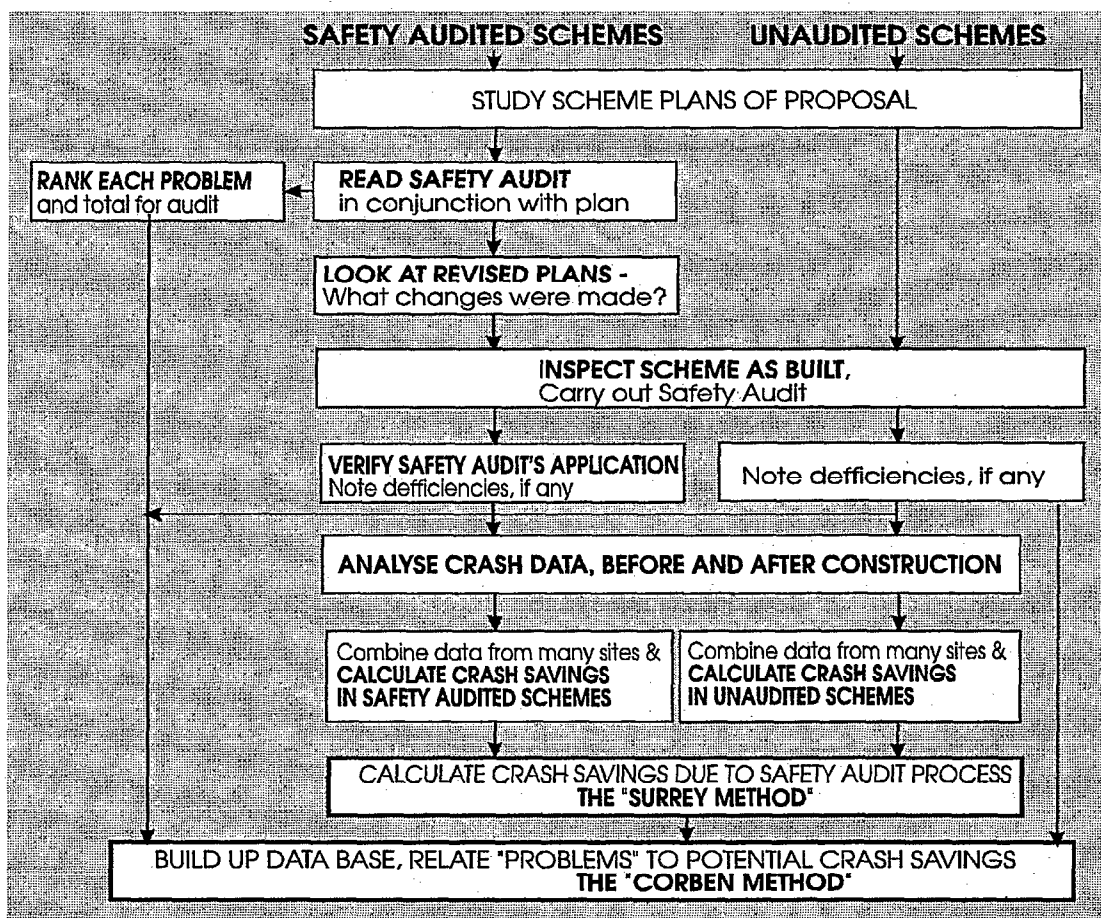 SAFETY AUDITED SCHEMES
UNAUDITED SCHEMES
STUDY SCHEME PLANS OF PROPOSAL
RANK EACH PROBLEM
and total for audit
READ SAFETY AUDIT
in conjunction with plan
LOOK AT REVISED PLANS -
What changes were made?
INSPECT SCHEME AS BUILT,
Carry out Safety Audit
VERIFY SAFETY AUDIT'S APPLICATION
Note defficiencies, if any
Note defficiencies, if any
ANALYSE CRASH DATA, BEFORE AND AFTER CONSTRUCTION
Combine data from many sites &
CALCULATE CRASH SAVINGS
IN SAFETY AUDITED SCHEMES
Combine data from many sites &
CALCULATE CRASH SAVINGS
IN UNAUDITED SCHEMES
CALCULATE CRASH SAVINGS DUE TO SAFETY AUDIT PROCESS
THE "SURREY METHOD"
BUILD UP DATA BASE, RELATE "PROBLEMS" TO POTENTIAL CRASH SAVINGS
THE "CORBEN METHOD"